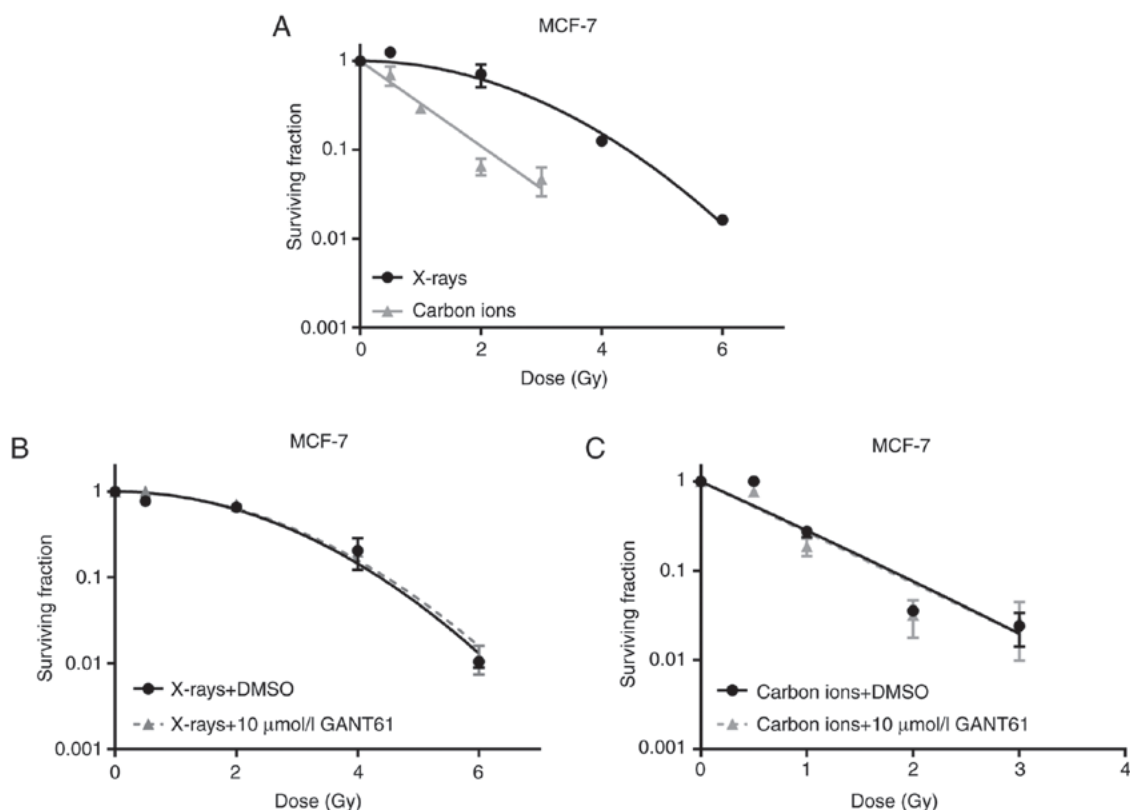 A
MCF-7
1
0.1
0.01
0.001
Surviving fraction
X-rays
Carbon ions
0
2
4
6
Dose (Gy)
B
MCF-7
1
0.1
0.01
0.001
Surviving fraction
X-rays+DMSO
X-rays+10 μmol/l GANT61
0
2
4
6
Dose (Gy)
C
MCF-7
1
0.1
0.01
0.001
Surviving fraction
Carbon ions+DMSO
Carbon ions+10 μmol/l GANT61
0
1
2
3
4
Dose (Gy)